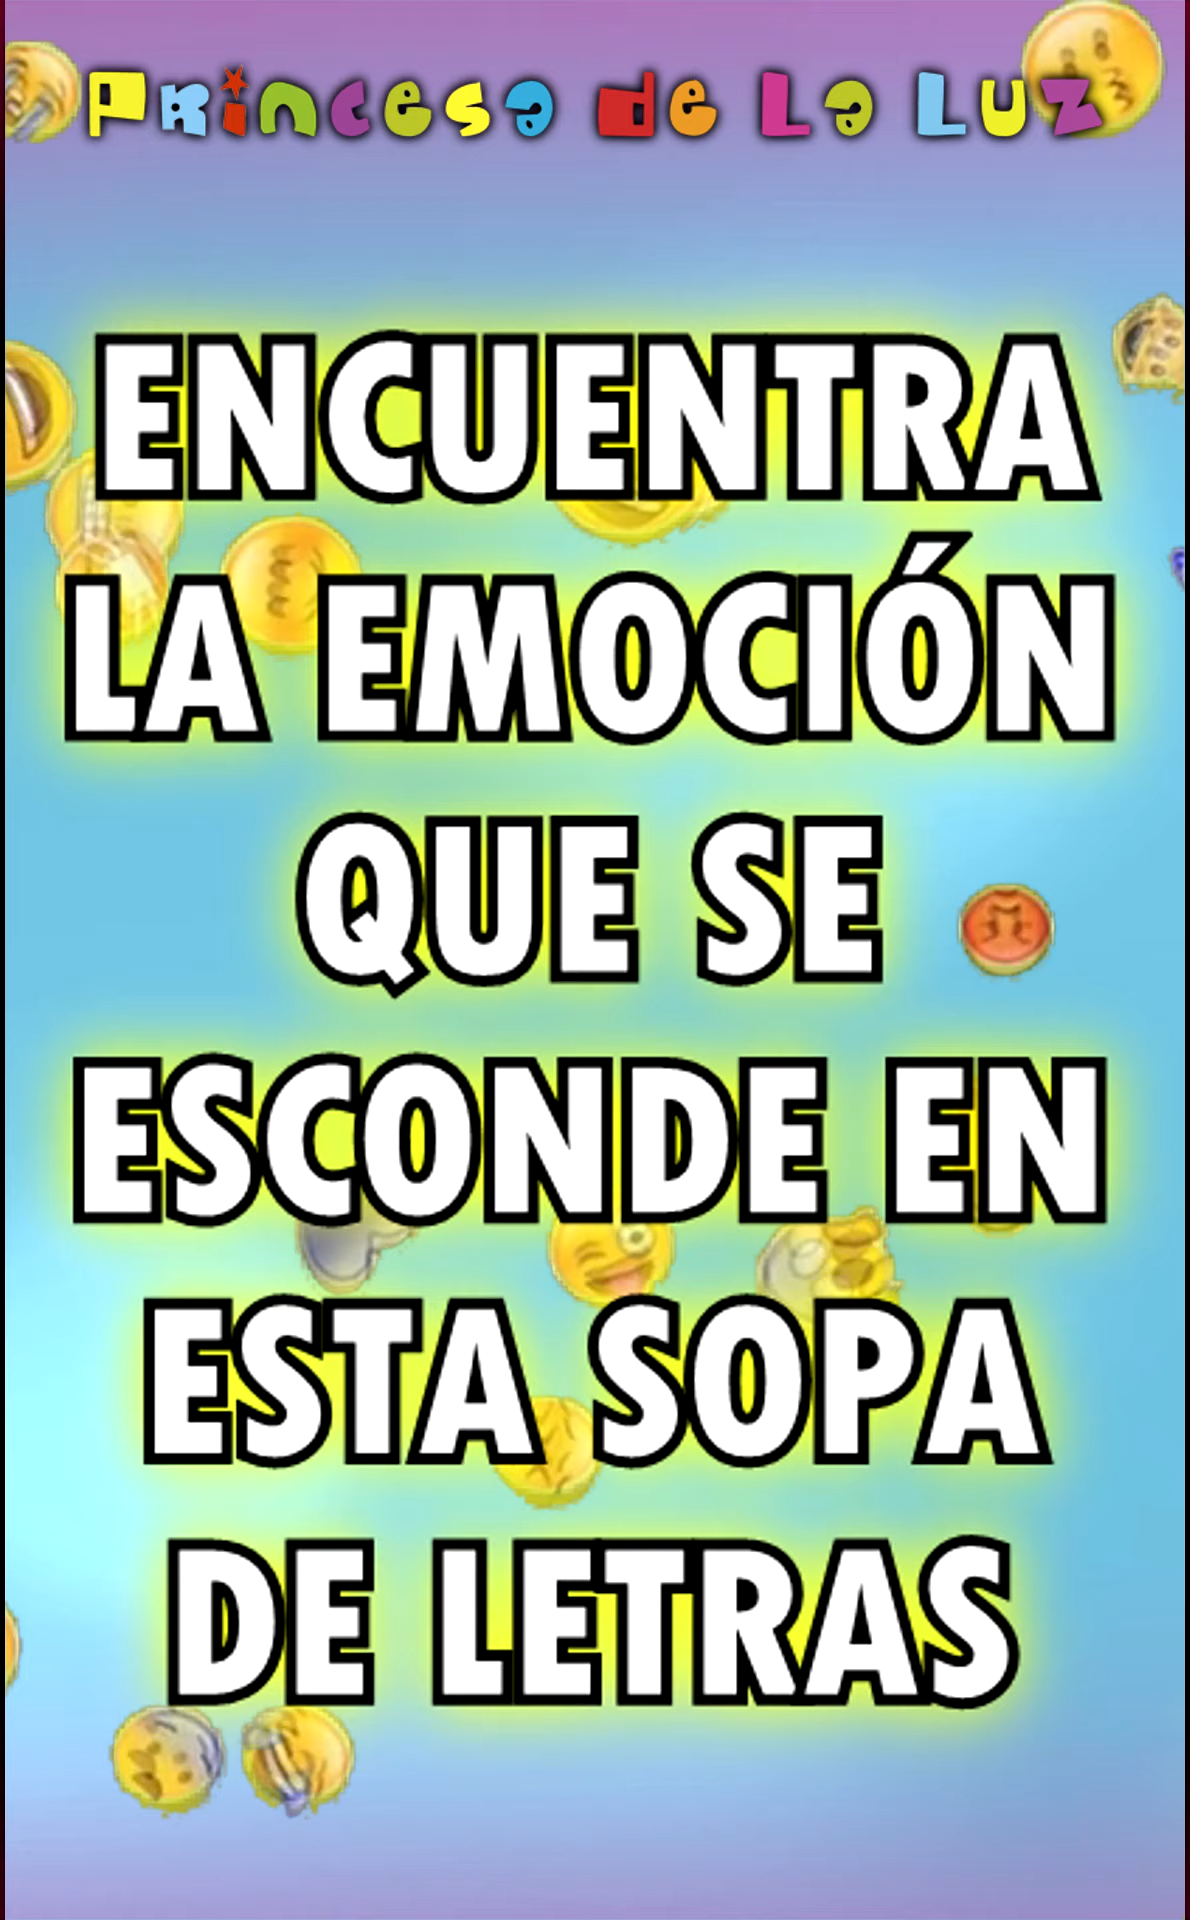 Princesa de La Luz
ENCUENTRA
LA EMOCIÓN
QUE SE
ESCONDE EN
ESTA SOPA
DE LETRAS